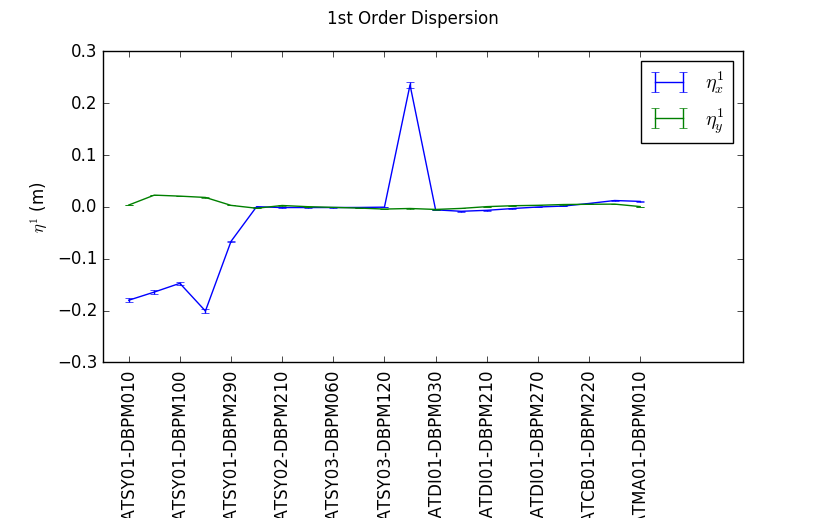 1st Order Dispersion
0.3
0.2
0.1
0.0
−0.1
−0.2
−0.3
η¹ (m)
η¹ₓ
η¹ᵧ
ATSY01-DBPM010
ATSY01-DBPM100
ATSY01-DBPM290
ATSY02-DBPM210
ATSY03-DBPM060
ATSY03-DBPM120
ATDI01-DBPM030
ATDI01-DBPM210
ATDI01-DBPM270
ATCB01-DBPM220
ATMA01-DBPM010